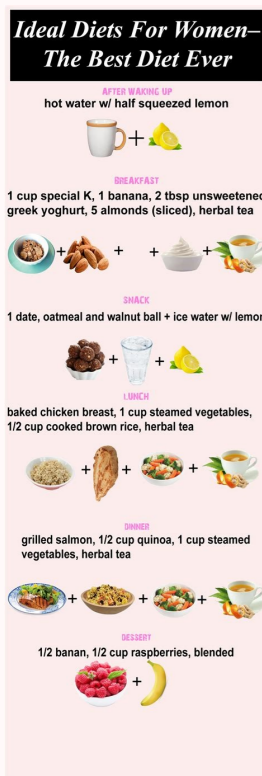 Ideal Diets For Women–
The Best Diet Ever
AFTER WAKING UP
hot water w/ half squeezed lemon
+
BREAKFAST
1 cup special K, 1 banana, 2 tbsp unsweetened
greek yoghurt, 5 almonds (sliced), herbal tea
+ + + +
SNACK
1 date, oatmeal and walnut ball + ice water w/ lemon
+ +
LUNCH
baked chicken breast, 1 cup steamed vegetables,
1/2 cup cooked brown rice, herbal tea
+ + +
DINNER
grilled salmon, 1/2 cup quinoa, 1 cup steamed
vegetables, herbal tea
+ + +
DESSERT
1/2 banan, 1/2 cup raspberries, blended
+